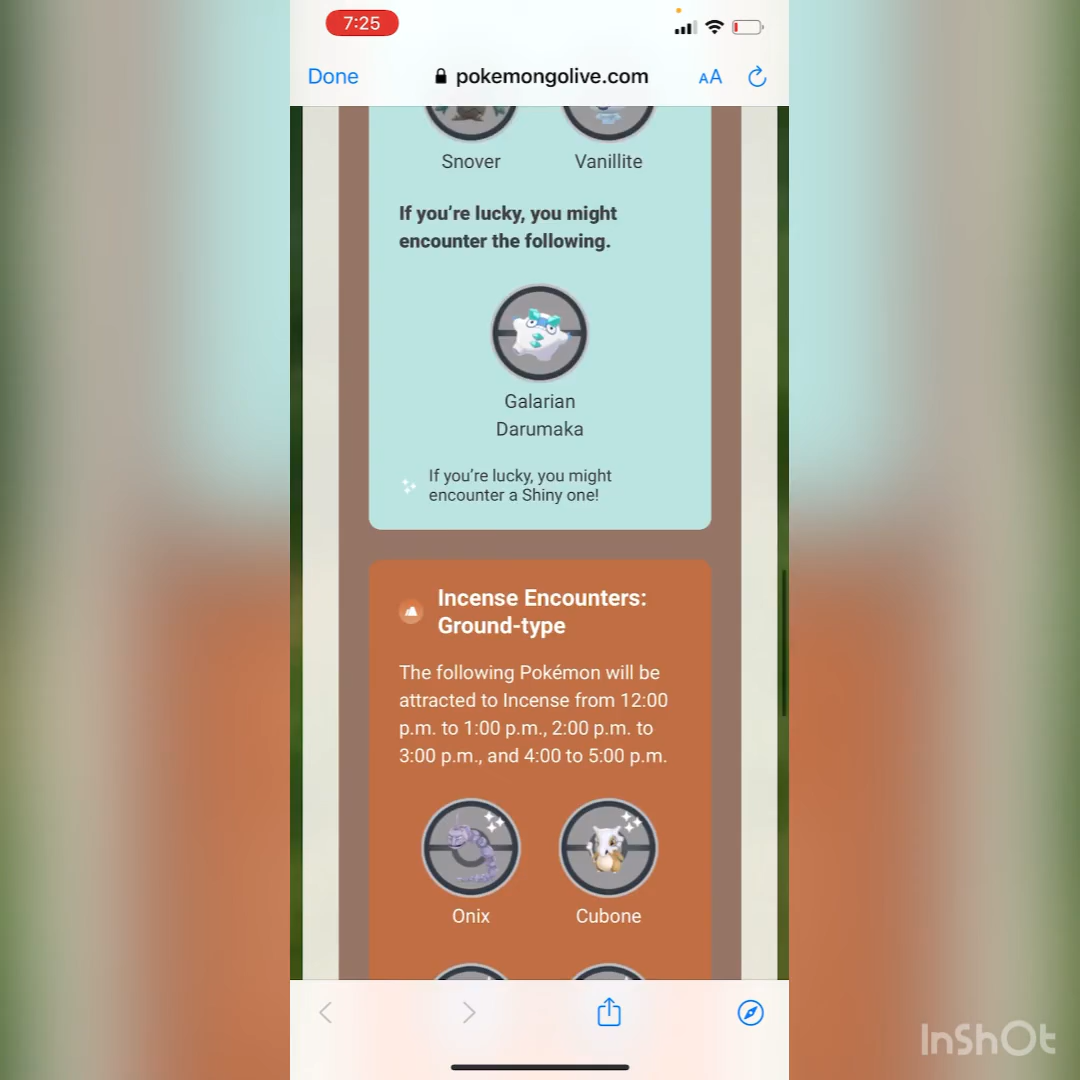 7:25
Done
pokemongolive.com
AA
Snover
Vanillite
If you're lucky, you might
encounter the following.
Galarian
Darumaka
If you're lucky, you might
encounter a Shiny one!
Incense Encounters:
Ground-type
The following Pokémon will be
attracted to Incense from 12:00
p.m. to 1:00 p.m., 2:00 p.m. to
3:00 p.m., and 4:00 to 5:00 p.m.
Onix
Cubone
InShOt